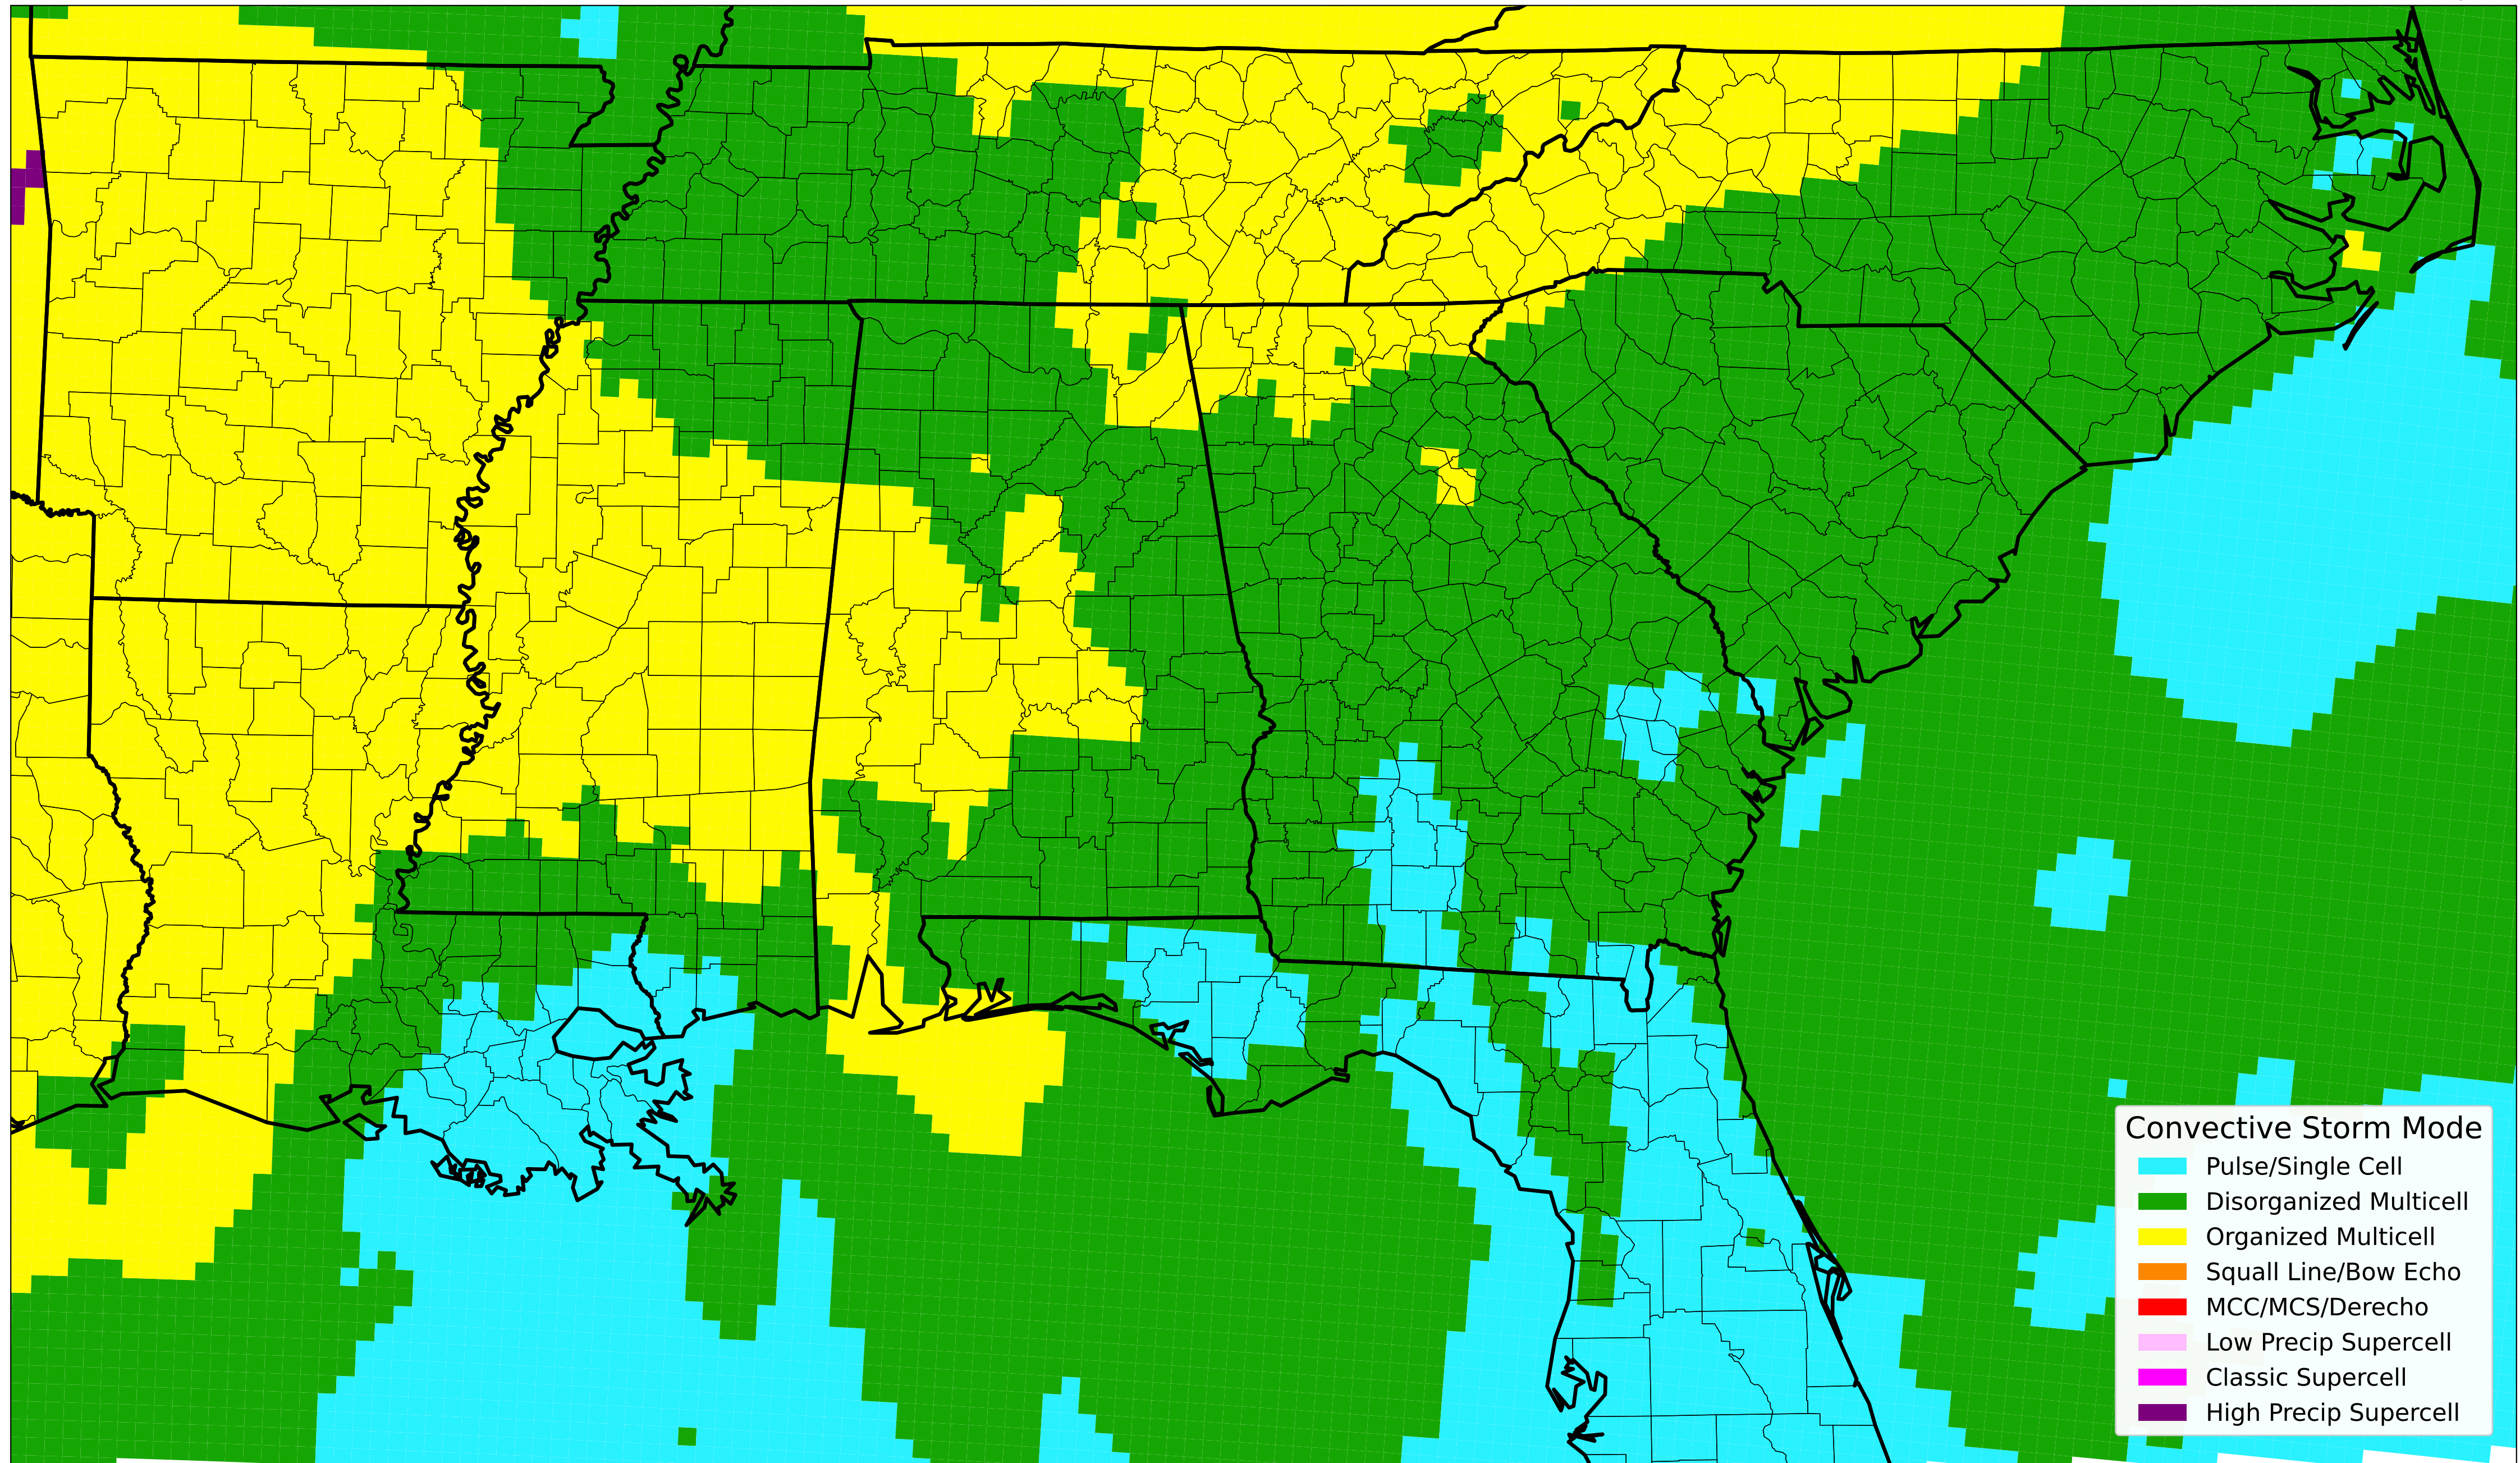 Convective Storm Mode
Pulse/Single Cell
Disorganized Multicell
Organized Multicell
Squall Line/Bow Echo
MCC/MCS/Derecho
Low Precip Supercell
Classic Supercell
High Precip Supercell